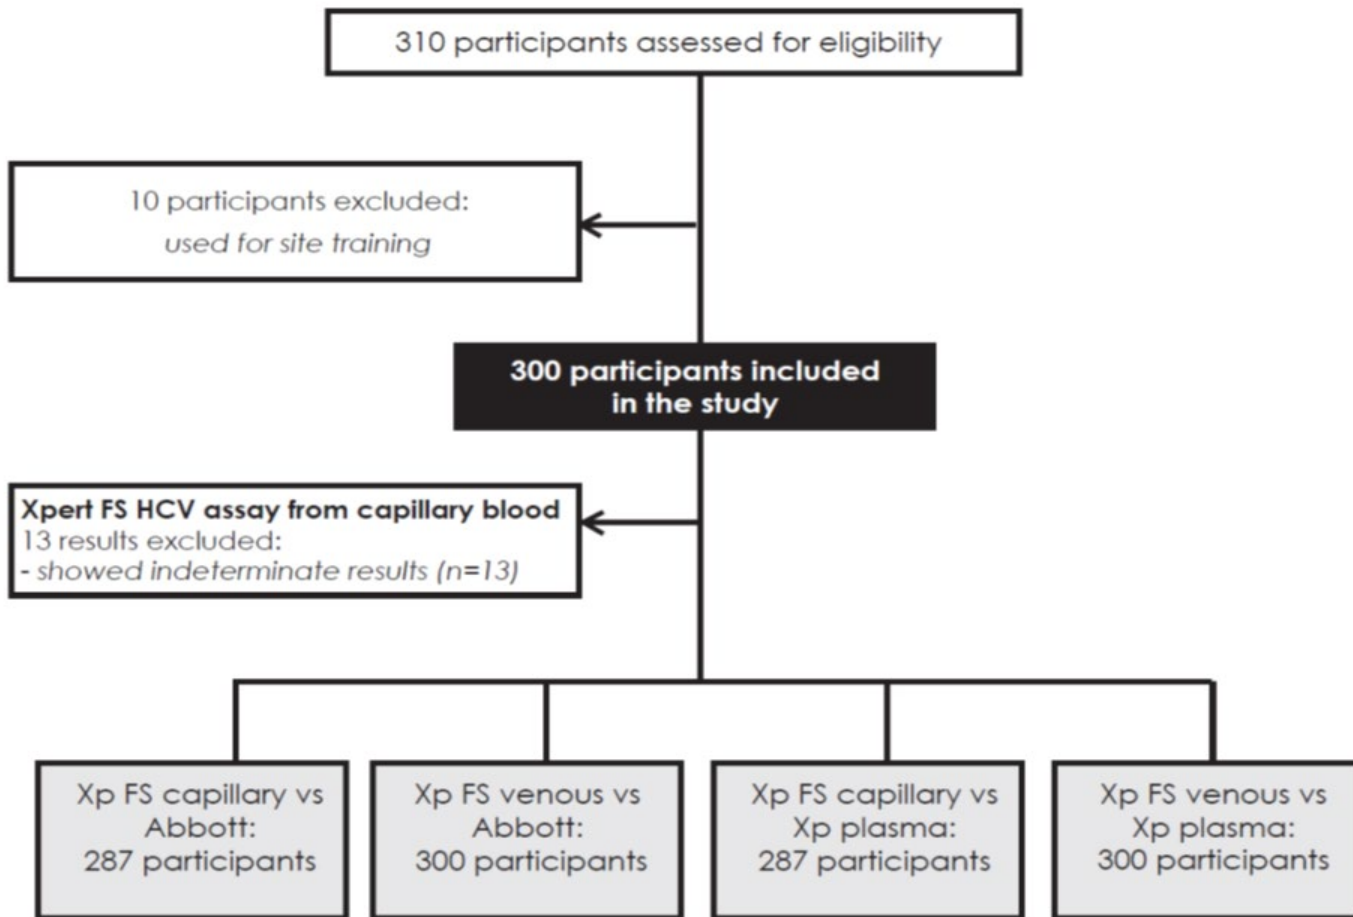 310 participants assessed for eligibility
10 participants excluded:
used for site training
300 participants included
in the study
Xpert FS HCV assay from capillary blood
13 results excluded:
- showed indeterminate results (n=13)
Xp FS capillary vs
Abbott:
287 participants
Xp FS venous vs
Abbott:
300 participants
Xp FS capillary vs
Xp plasma:
287 participants
Xp FS venous vs
Xp plasma:
300 participants